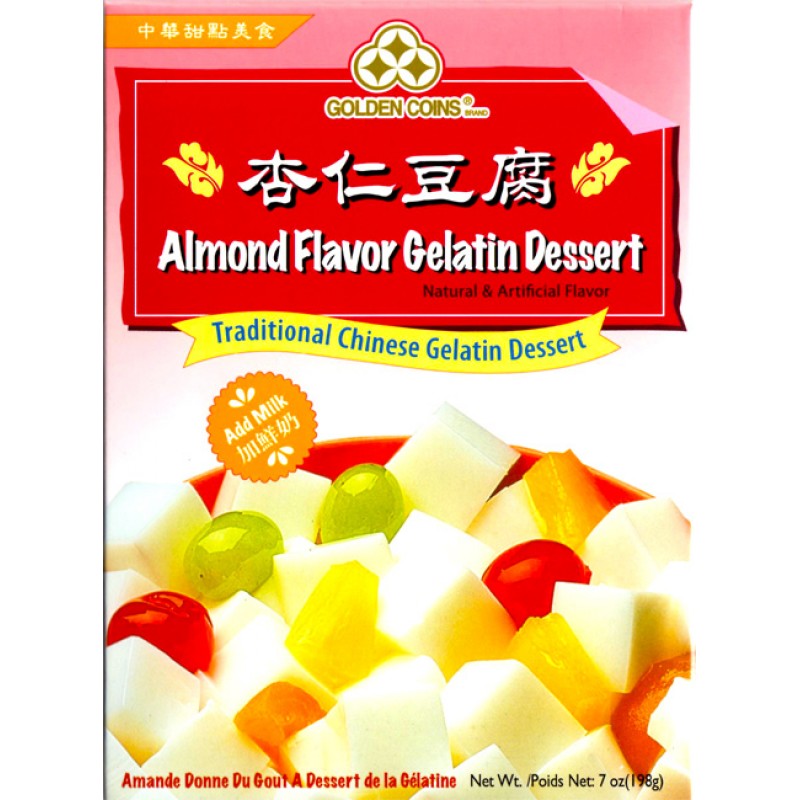 中華甜點美食
GOLDEN COINS® BRAND
杏仁豆腐
Almond Flavor Gelatin Dessert
Natural & Artificial Flavor
Traditional Chinese Gelatin Dessert
Add Milk
加鮮奶
Amande Donne Du Gout A Dessert de la Gélatine
Net Wt. /Poids Net: 7 oz(198g)